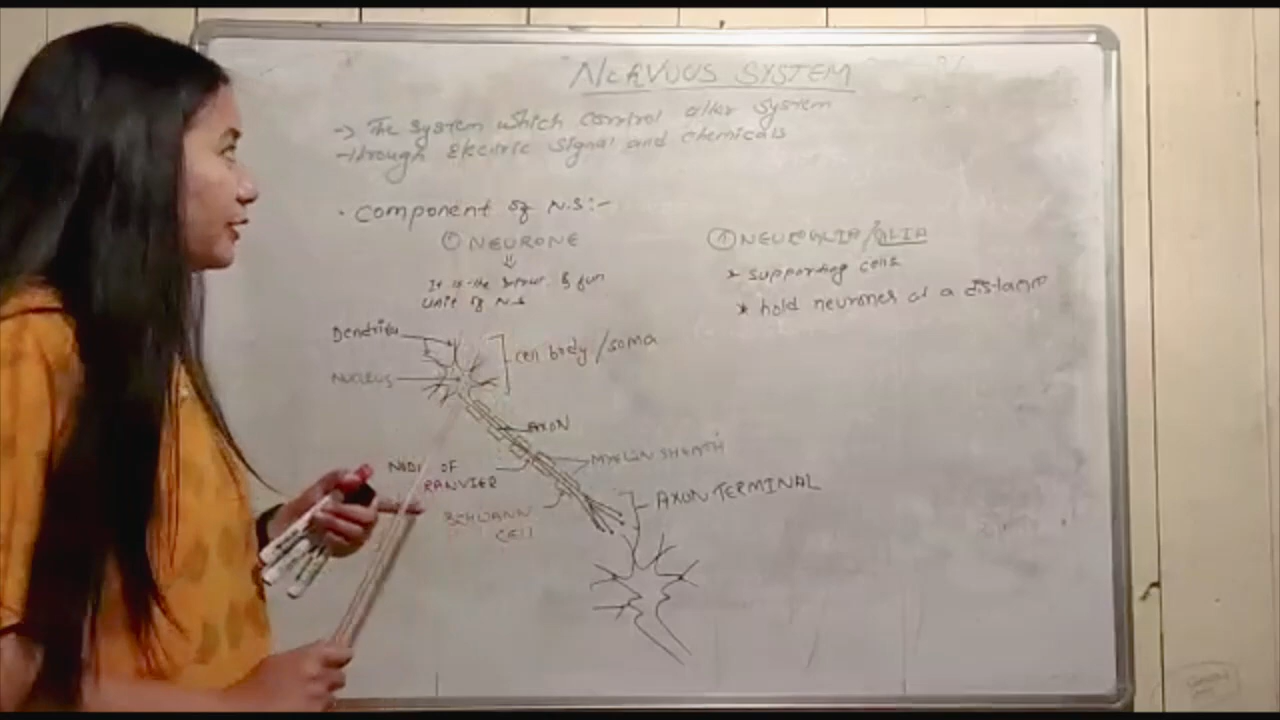 NERVOUS SYSTEM
-> The system which control other system
through Electric signal and chemicals
• Component of N.S:-
① NEURONE
⇓
It is the struc. & fun
Unit of N.S
① NEUROGLIA/GLIA
* supporting cells
* hold neurones at a distance
Dendrites
cell body/soma
NUCLEUS
AXON
NODE OF
RANVIER
MYELIN SHEATH
SCHWANN
CELL
AXON TERMINAL